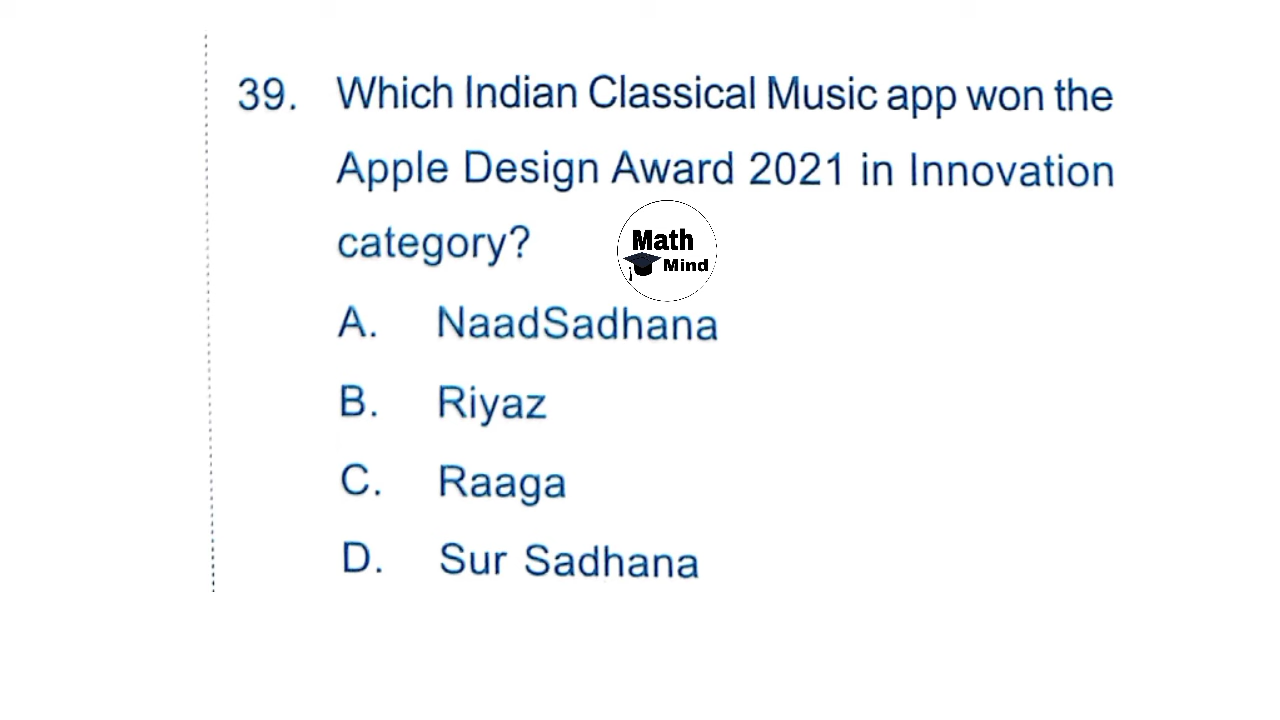 39. Which Indian Classical Music app won the
Apple Design Award 2021 in Innovation
category?
Math
Mind
A. NaadSadhana
B. Riyaz
C. Raaga
D. Sur Sadhana